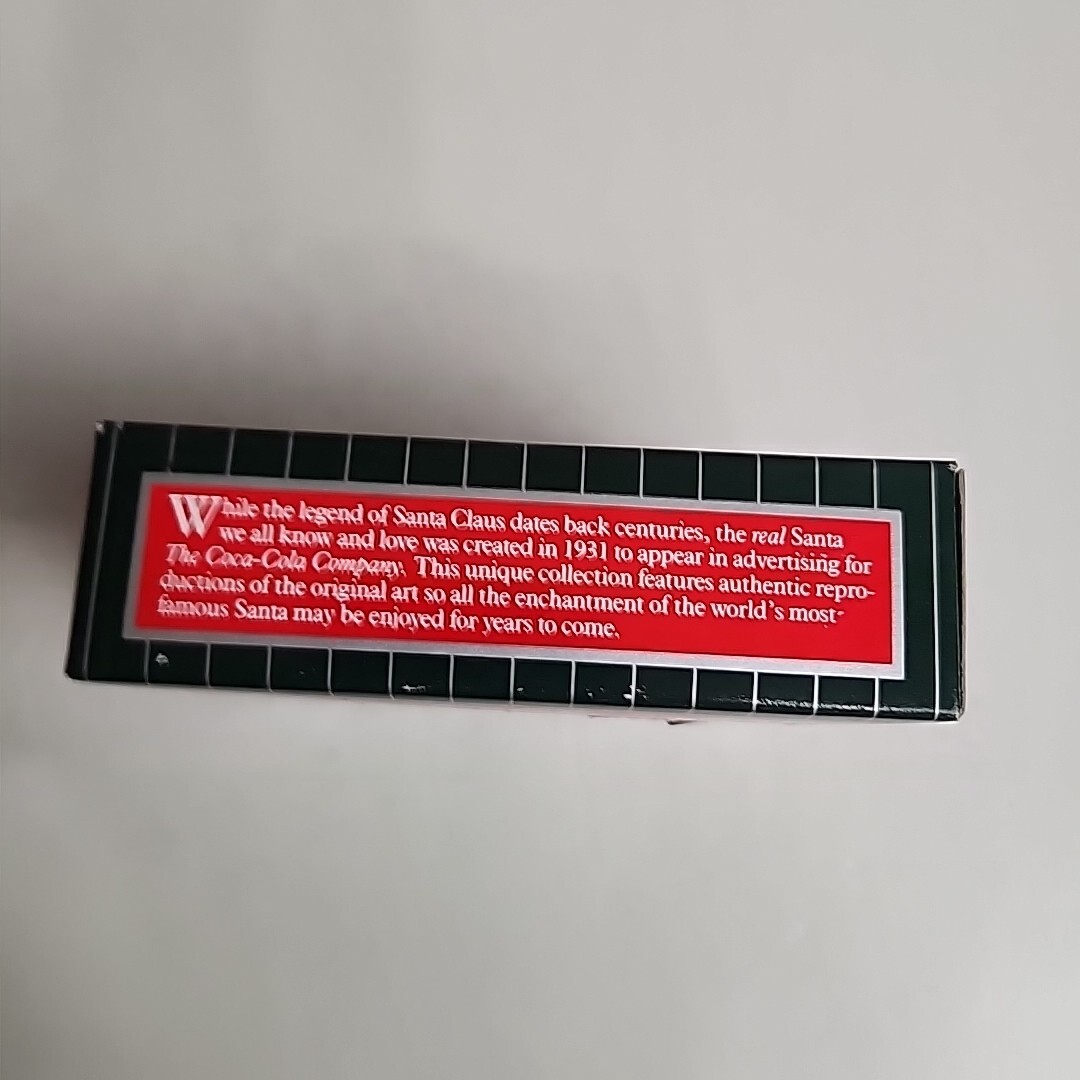 While the legend of Santa Claus dates back centuries, the real Santa
we all know and love was created in 1931 to appear in advertising for
The Coca-Cola Company. This unique collection features authentic repro-
ductions of the original art so all the enchantment of the world's most-
famous Santa may be enjoyed for years to come.